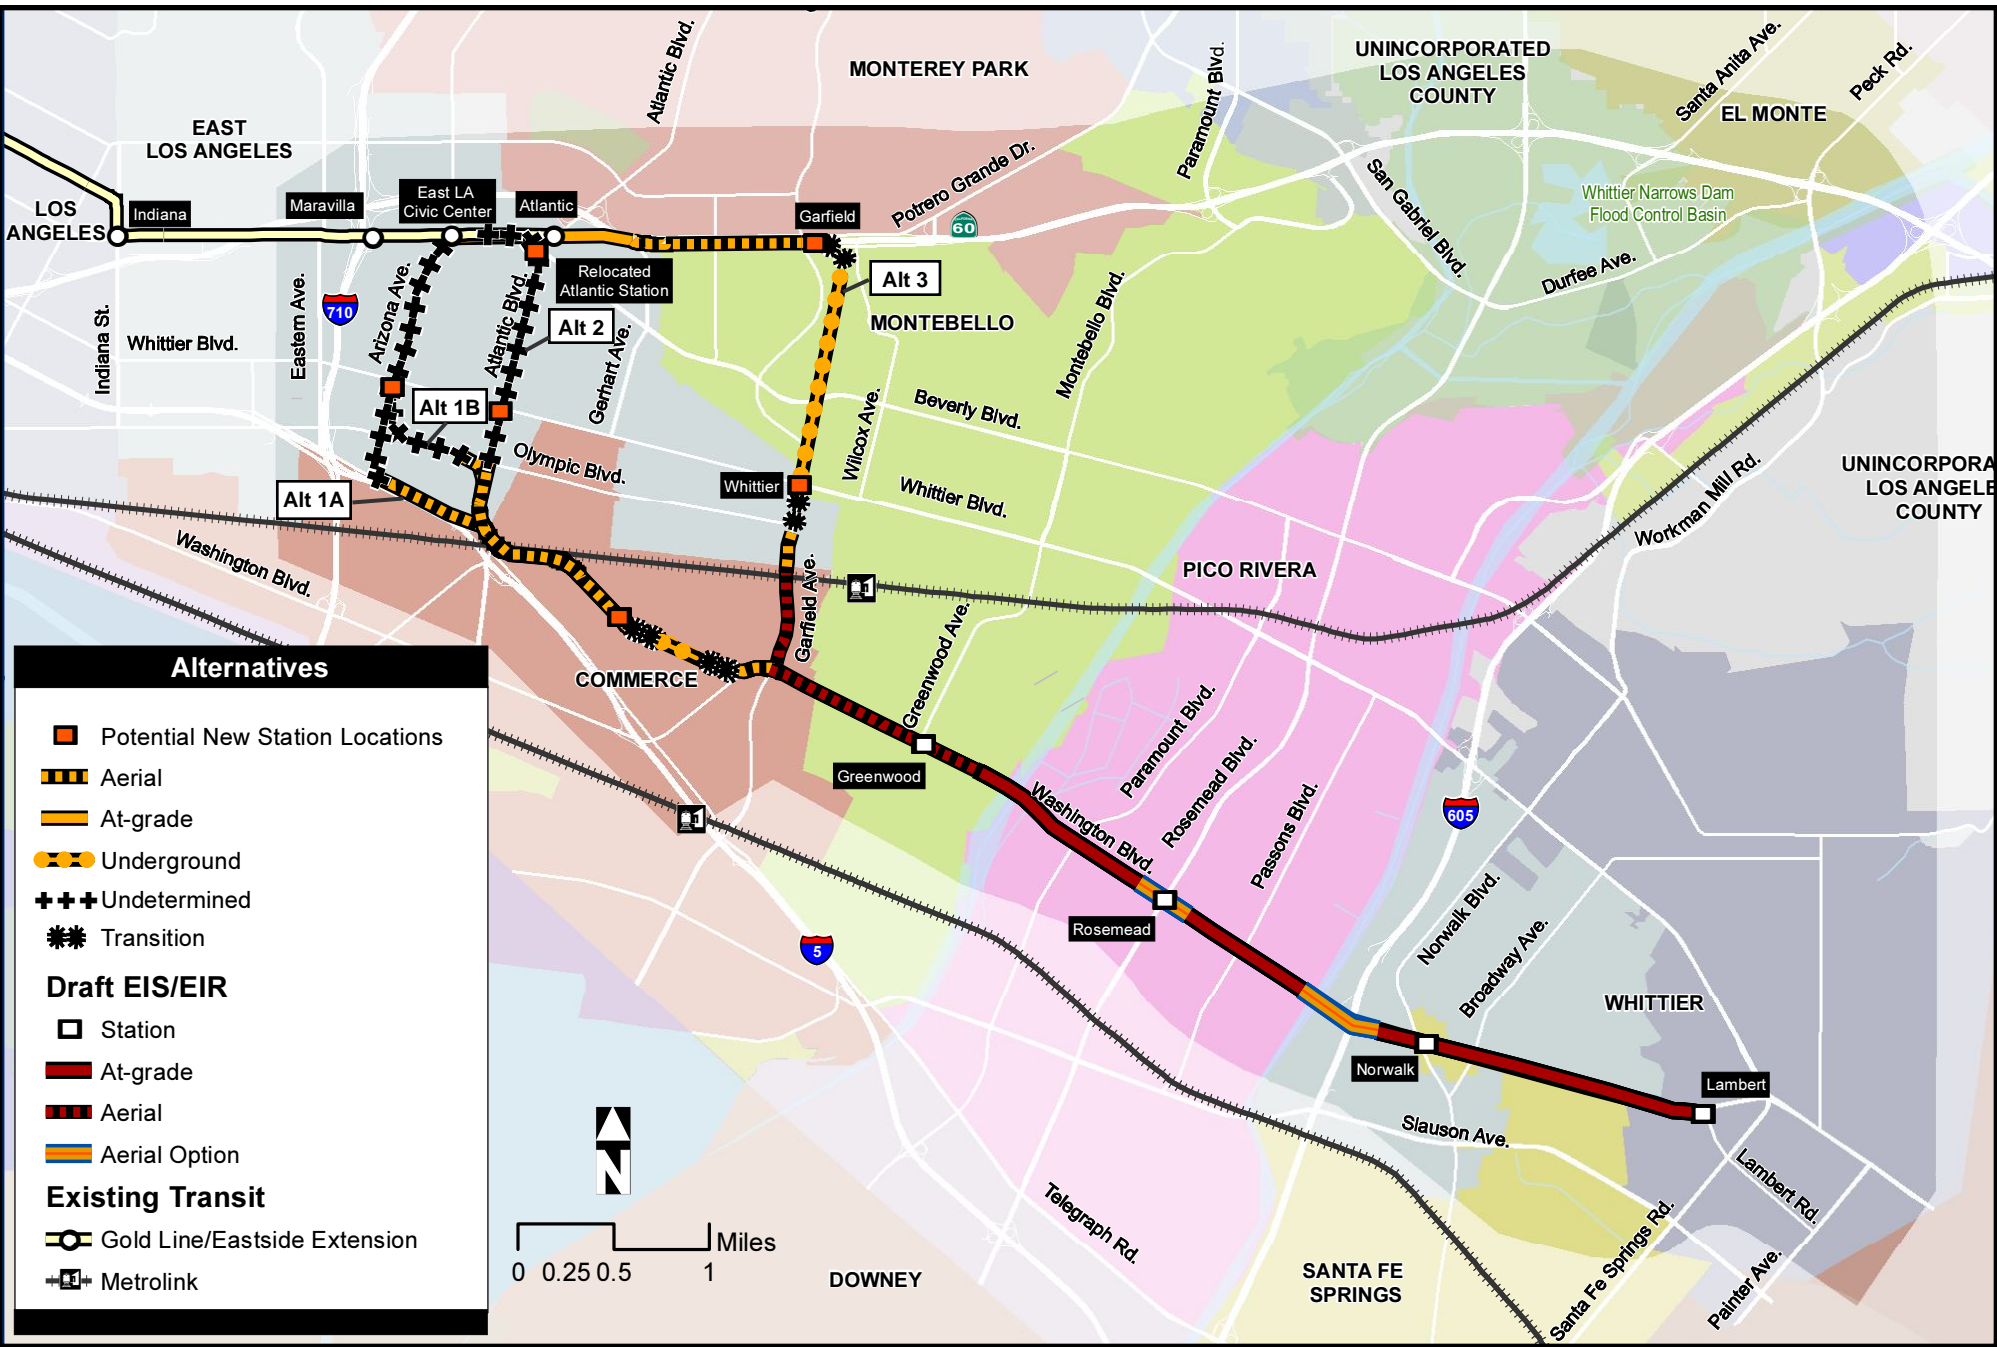 MONTEREY PARK
UNINCORPORATED
LOS ANGELES
COUNTY
Santa Anita Ave.
Peck Rd.
EL MONTE
Atlantic Blvd.
Paramount Blvd.
EAST
LOS ANGELES
Potrero Grande Dr.
San Gabriel Blvd.
Whittier Narrows Dam
Flood Control Basin
Durfee Ave.
LOS
ANGELES
Indiana
Maravilla
East LA
Civic Center
Atlantic
Garfield
60
Relocated
Atlantic Station
Alt 3
710
Indiana St.
Eastern Ave.
Arizona Ave.
Atlantic Blvd.
Alt 2
Gerhart Ave.
MONTEBELLO
Montebello Blvd.
Whittier Blvd.
Alt 1B
Wilcox Ave.
Beverly Blvd.
Olympic Blvd.
Whittier
Whittier Blvd.
Alt 1A
Workman Mill Rd.
UNINCORPORA
LOS ANGELE
COUNTY
Washington Blvd.
PICO RIVERA
Garfield Ave.
Greenwood Ave.
COMMERCE
Greenwood
Paramount Blvd.
Rosemead Blvd.
Passons Blvd.
Washington Blvd.
605
Rosemead
Norwalk Blvd.
Broadway Ave.
5
WHITTIER
Norwalk
Lambert
Slauson Ave.
Lambert Rd.
Telegraph Rd.
Santa Fe Springs Rd.
Painter Ave.
DOWNEY
SANTA FE
SPRINGS
Alternatives
Potential New Station Locations
Aerial
At-grade
Underground
Undetermined
Transition
Draft EIS/EIR
Station
At-grade
Aerial
Aerial Option
Existing Transit
Gold Line/Eastside Extension
Metrolink
N
Miles
0 0.25 0.5 1